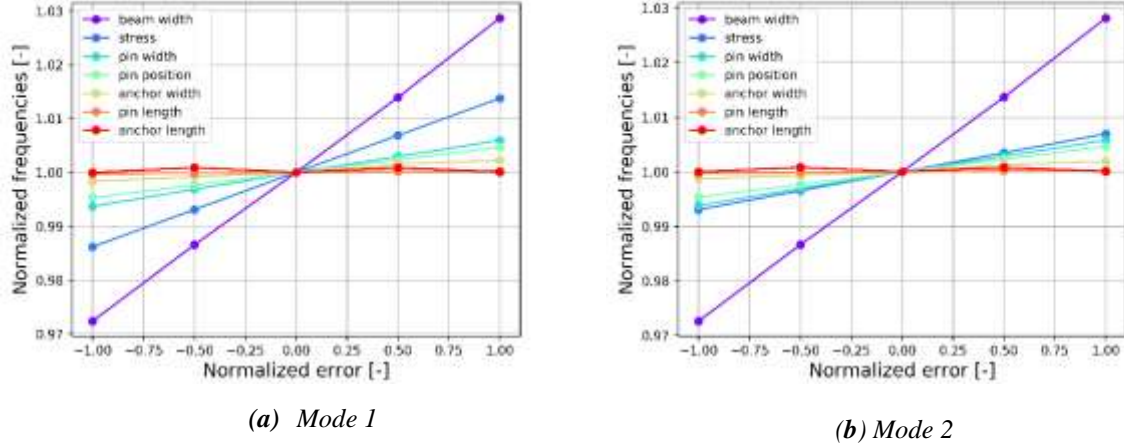 1.03
1.02
1.01
1.00
0.99
0.98
0.97
Normalized frequencies [-]
beam width
stress
pin width
pin position
anchor width
pin length
anchor length
−1.00 −0.75 −0.50 −0.25 0.00 0.25 0.50 0.75 1.00
Normalized error [-]
(a) Mode 1
1.03
1.02
1.01
1.00
0.99
0.98
0.97
Normalized frequencies [-]
beam width
stress
pin width
pin position
anchor width
pin length
anchor length
−1.00 −0.75 −0.50 −0.25 0.00 0.25 0.50 0.75 1.00
Normalized error [-]
(b) Mode 2